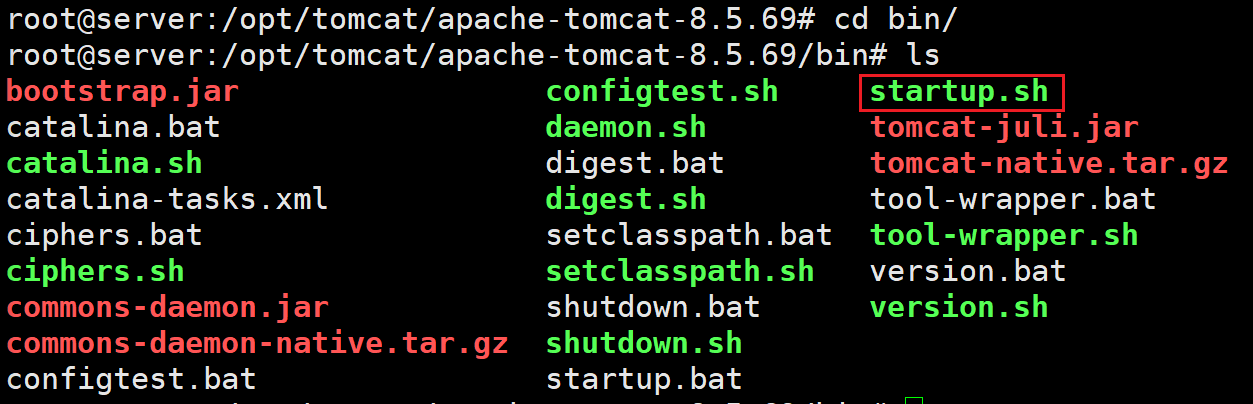 root@server:/opt/tomcat/apache-tomcat-8.5.69# cd bin/
root@server:/opt/tomcat/apache-tomcat-8.5.69/bin# ls
bootstrap.jar configtest.sh startup.sh
catalina.bat daemon.sh tomcat-juli.jar
catalina.sh digest.bat tomcat-native.tar.gz
catalina-tasks.xml digest.sh tool-wrapper.bat
ciphers.bat setclasspath.bat tool-wrapper.sh
ciphers.sh setclasspath.sh version.bat
commons-daemon.jar shutdown.bat version.sh
commons-daemon-native.tar.gz shutdown.sh
configtest.bat startup.bat